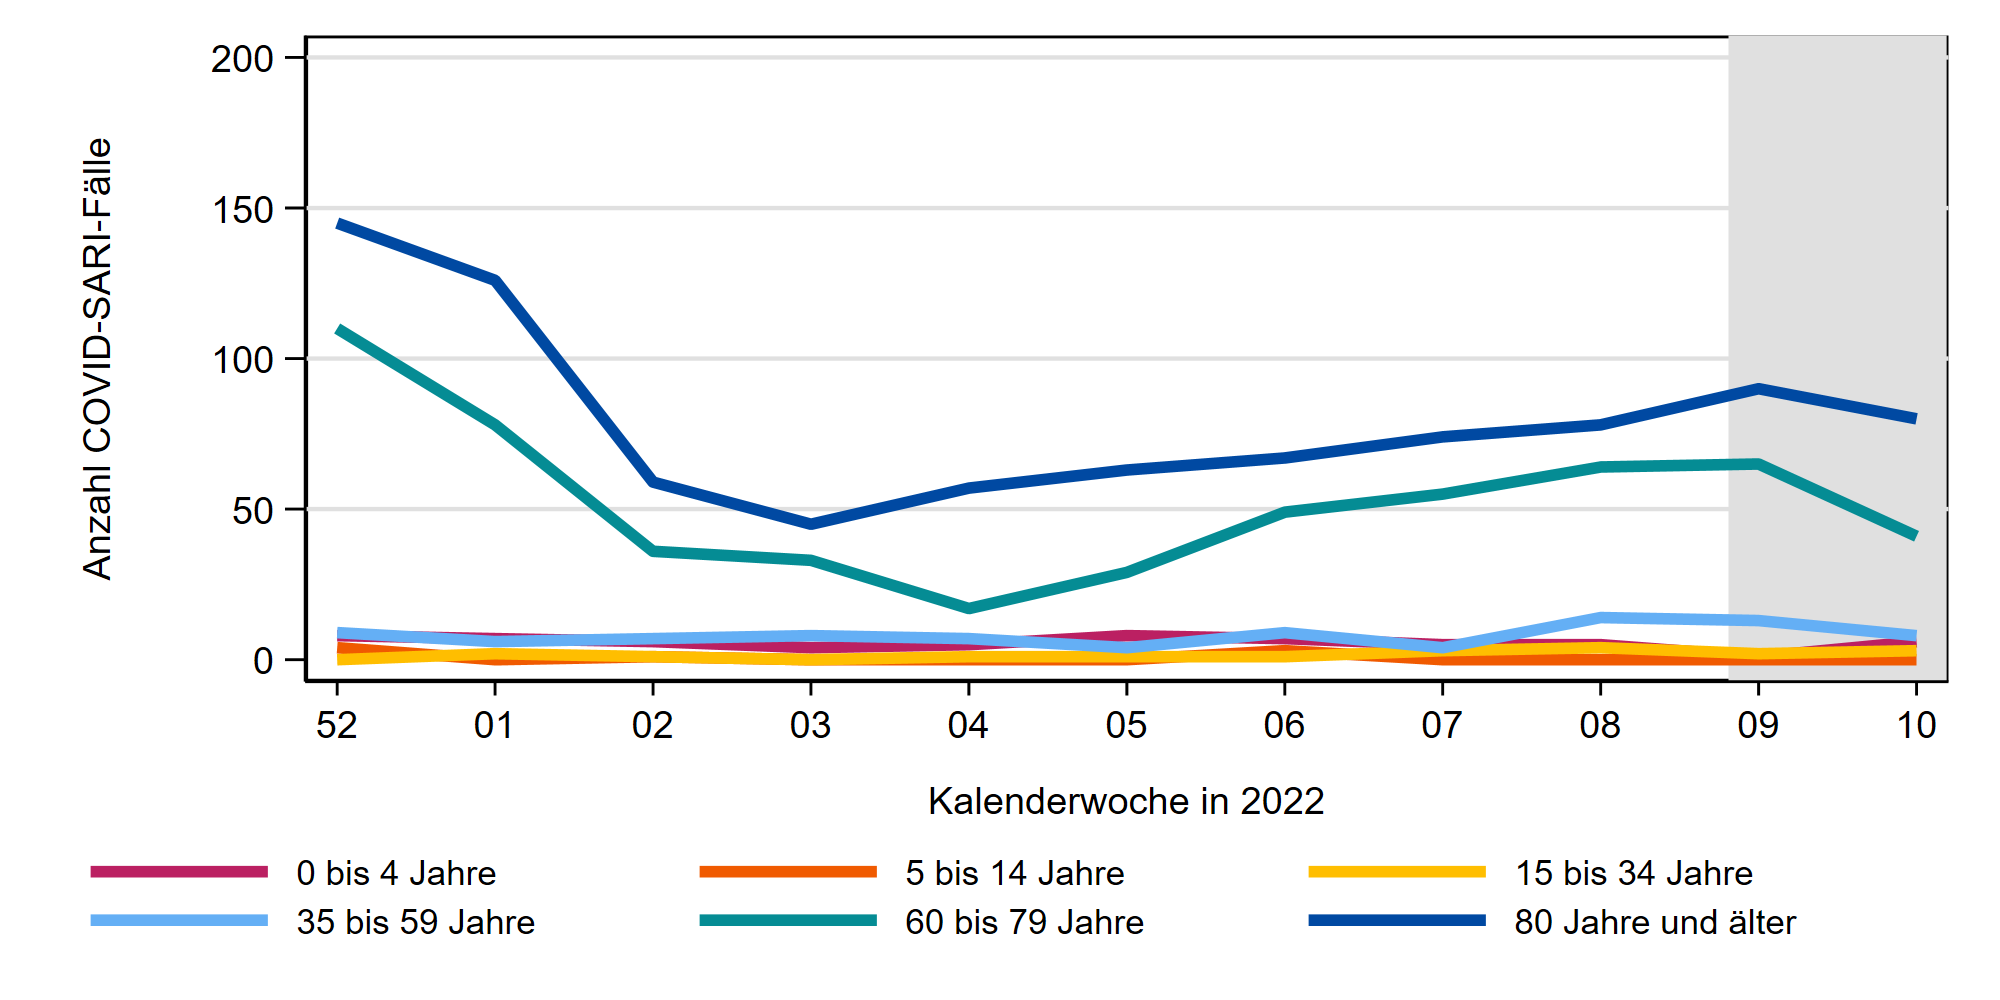 200
150
100
50
0
Anzahl COVID-SARI-Fälle
52 01 02 03 04 05 06 07 08 09 10
Kalenderwoche in 2022
0 bis 4 Jahre 5 bis 14 Jahre 15 bis 34 Jahre
35 bis 59 Jahre 60 bis 79 Jahre 80 Jahre und älter